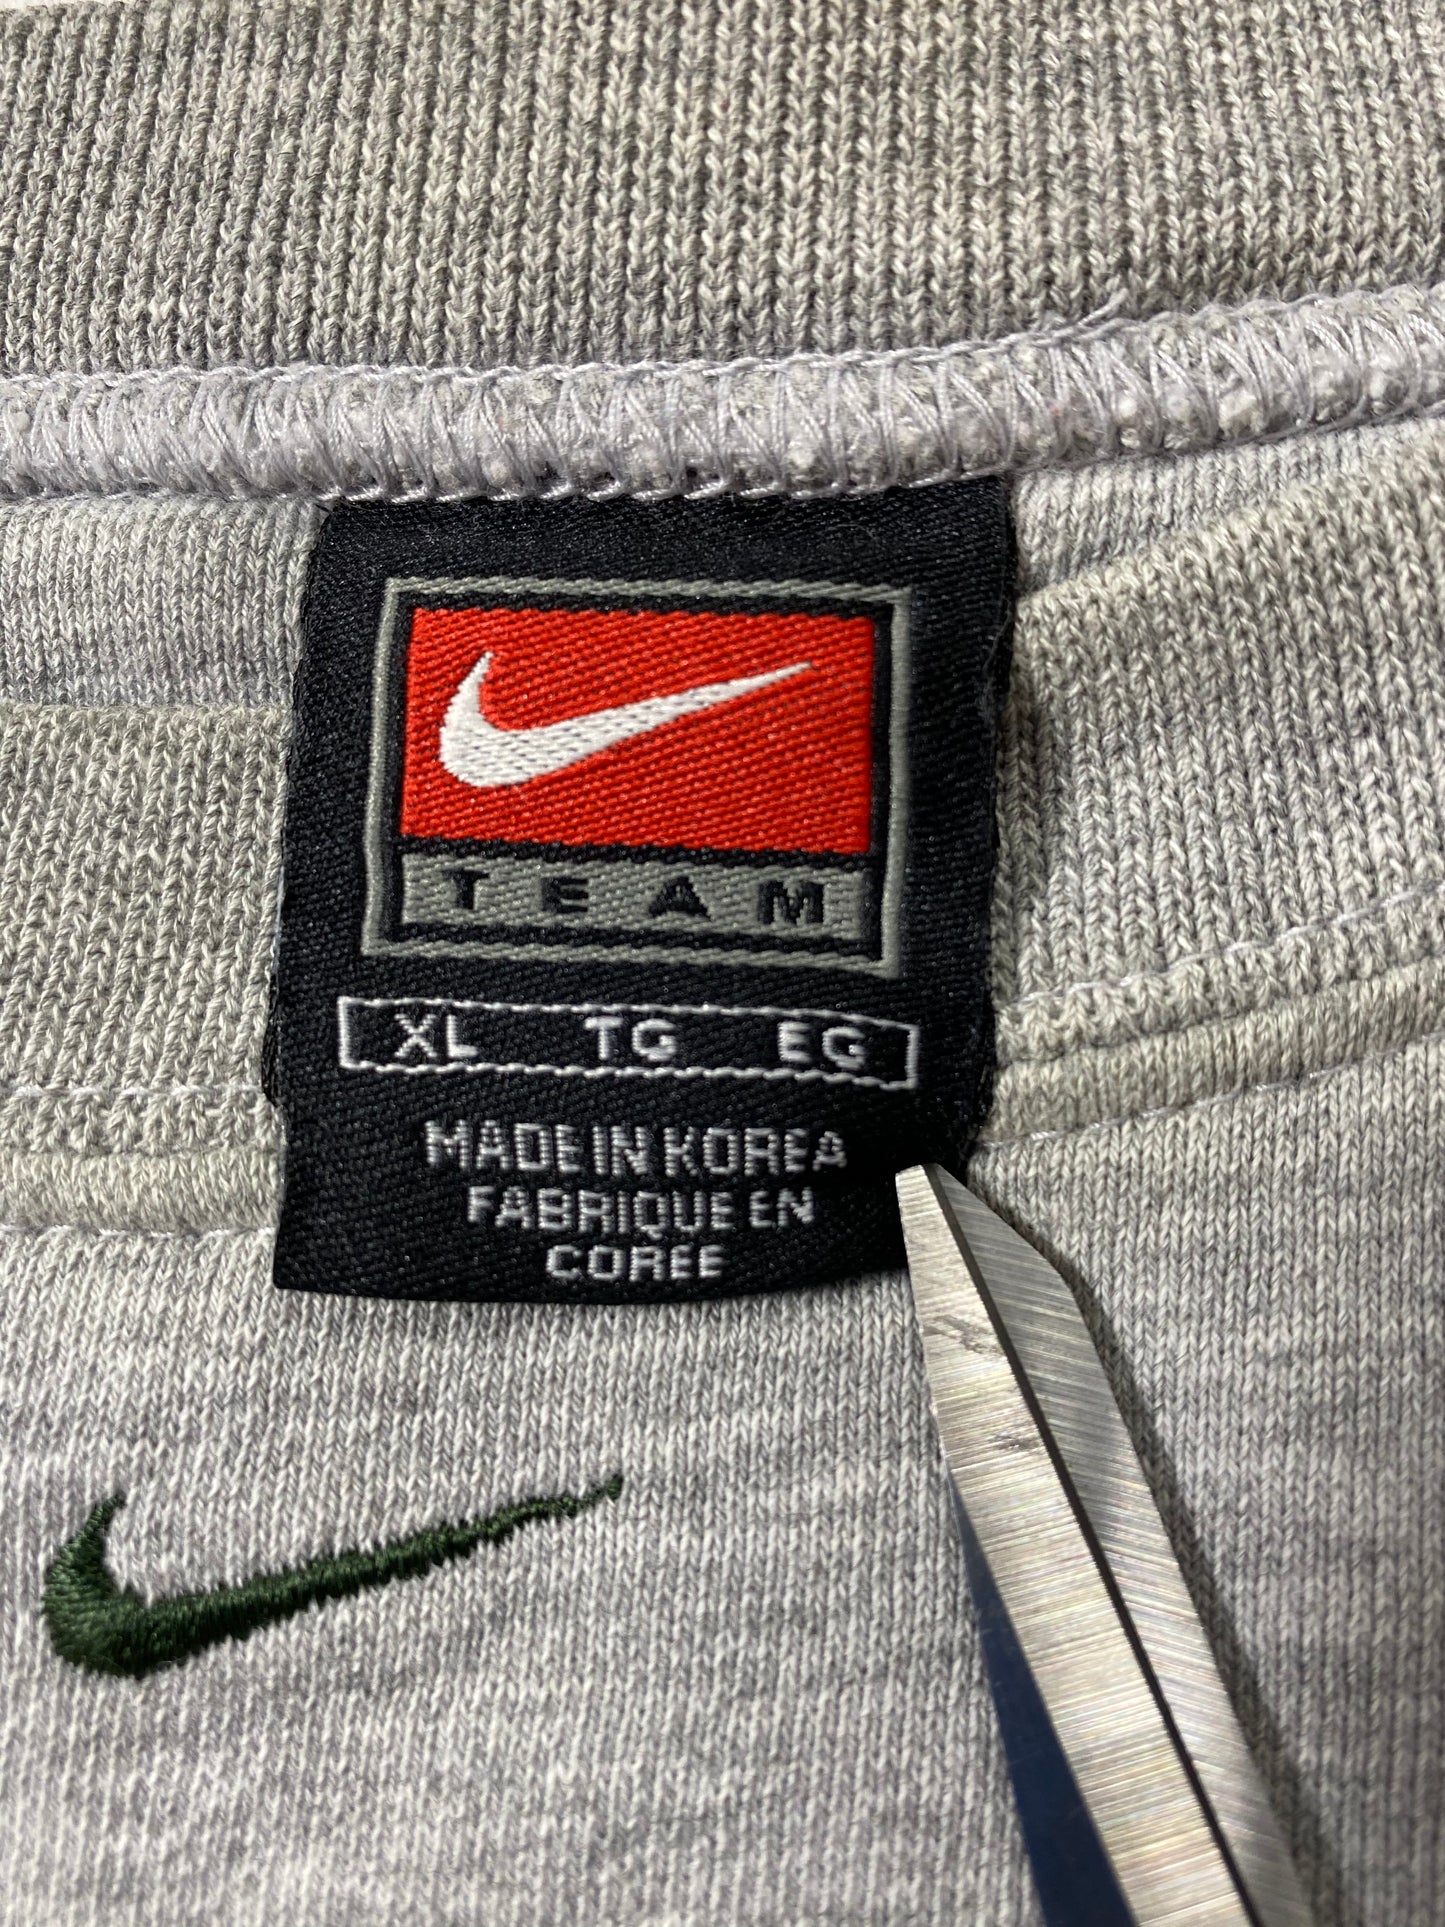 TEAM
XL TG EG
MADE IN KOREA
FABRIQUE EN
COREE